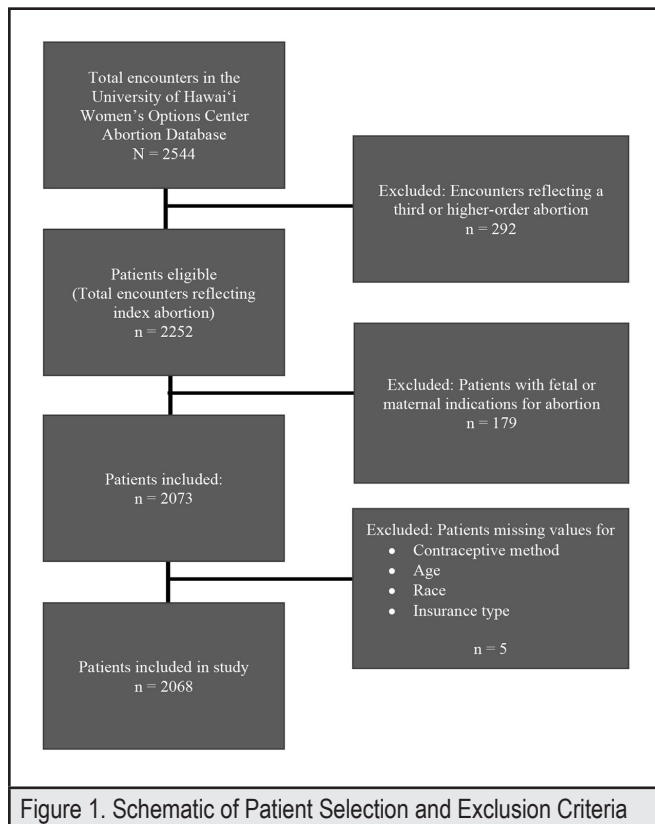 Total encounters in the
University of Hawai‘i
Women’s Options Center
Abortion Database
N = 2544
Excluded: Encounters reflecting a
third or higher-order abortion
n = 292
Patients eligible
(Total encounters reflecting
index abortion)
n = 2252
Excluded: Patients with fetal or
maternal indications for abortion
n = 179
Patients included:
n = 2073
Excluded: Patients missing values for
• Contraceptive method
• Age
• Race
• Insurance type
n = 5
Patients included in study
n = 2068
Figure 1. Schematic of Patient Selection and Exclusion Criteria